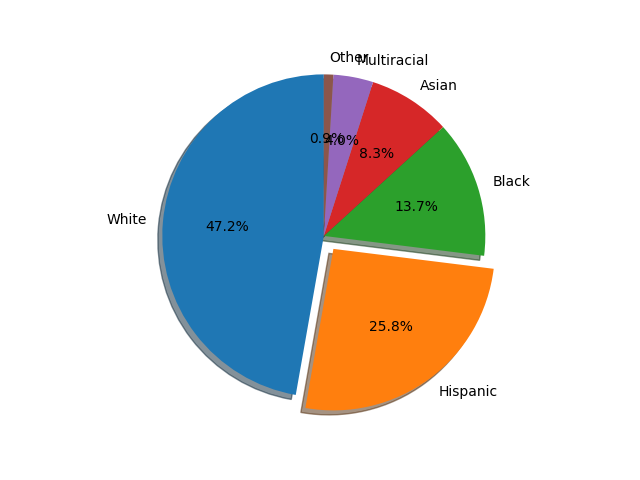 Other
Multiracial
Asian
0.9%
4.0%
8.3%
Black
13.7%
White
47.2%
25.8%
Hispanic